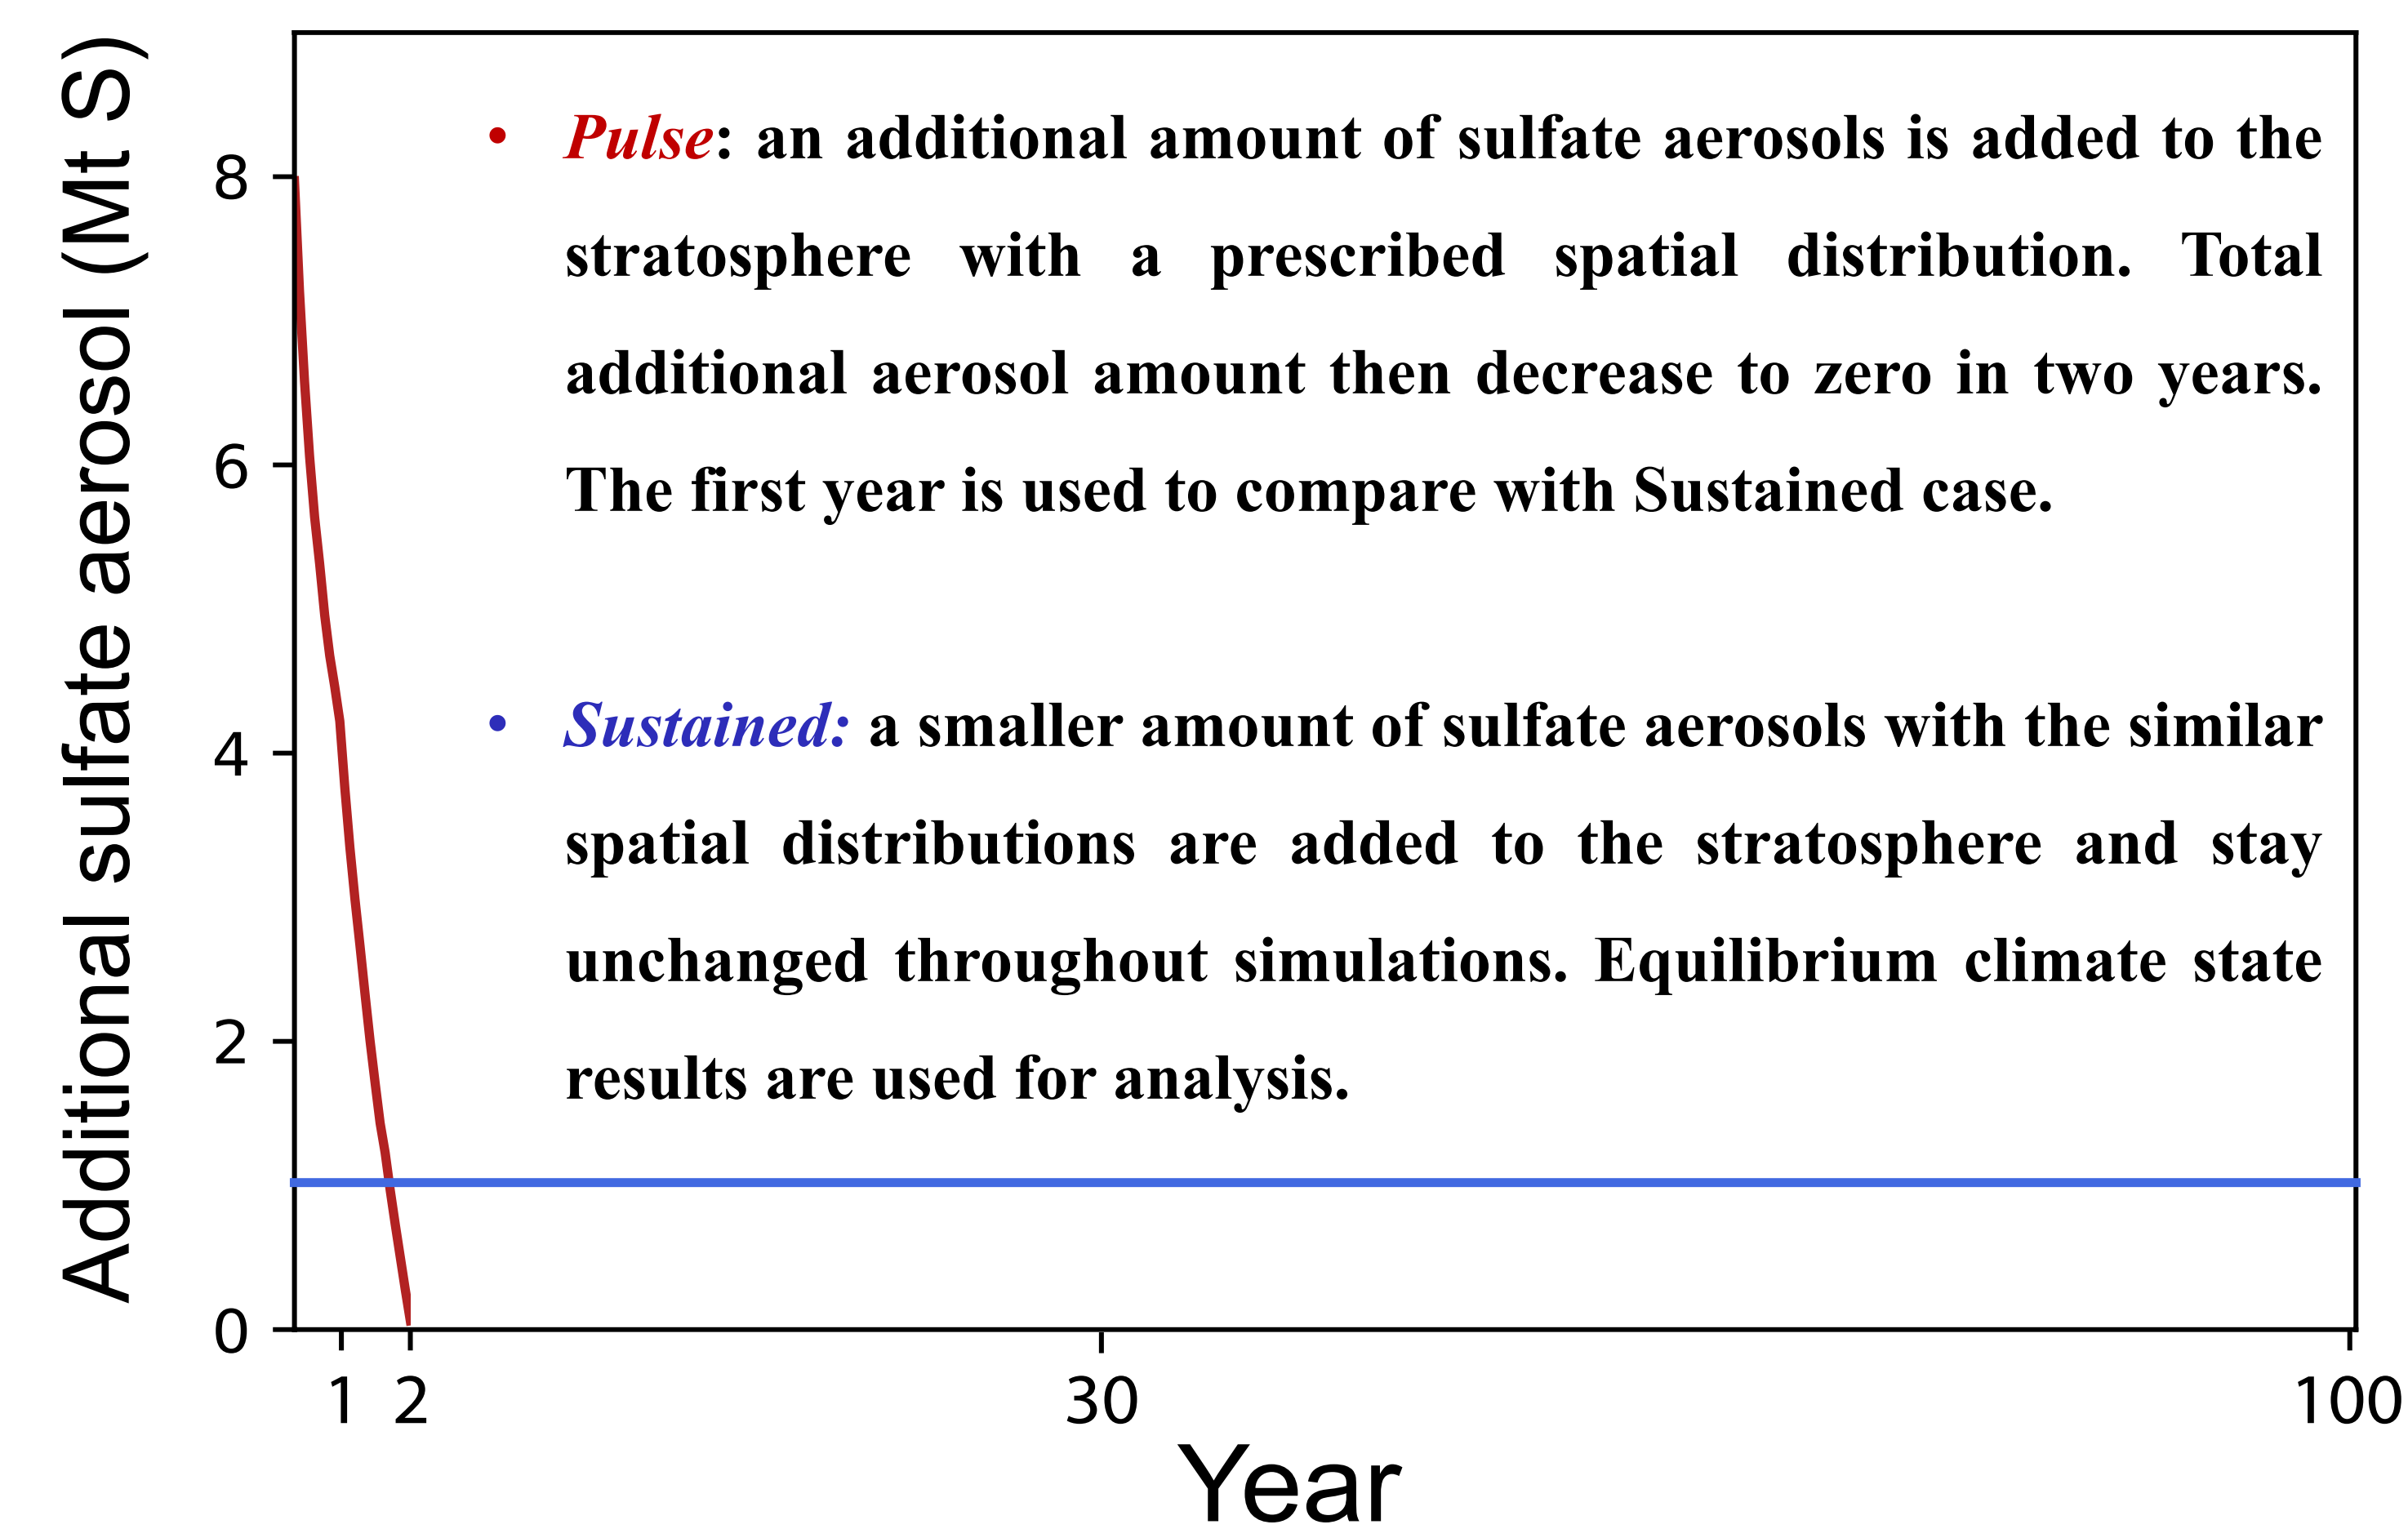 Additional sulfate aerosol (Mt S)
8
6
4
2
0
• Pulse: an additional amount of sulfate aerosols is added to the
stratosphere with a prescribed spatial distribution. Total
additional aerosol amount then decrease to zero in two years.
The first year is used to compare with Sustained case.
• Sustained: a smaller amount of sulfate aerosols with the similar
spatial distributions are added to the stratosphere and stay
unchanged throughout simulations. Equilibrium climate state
results are used for analysis.
1 2 30 100
Year